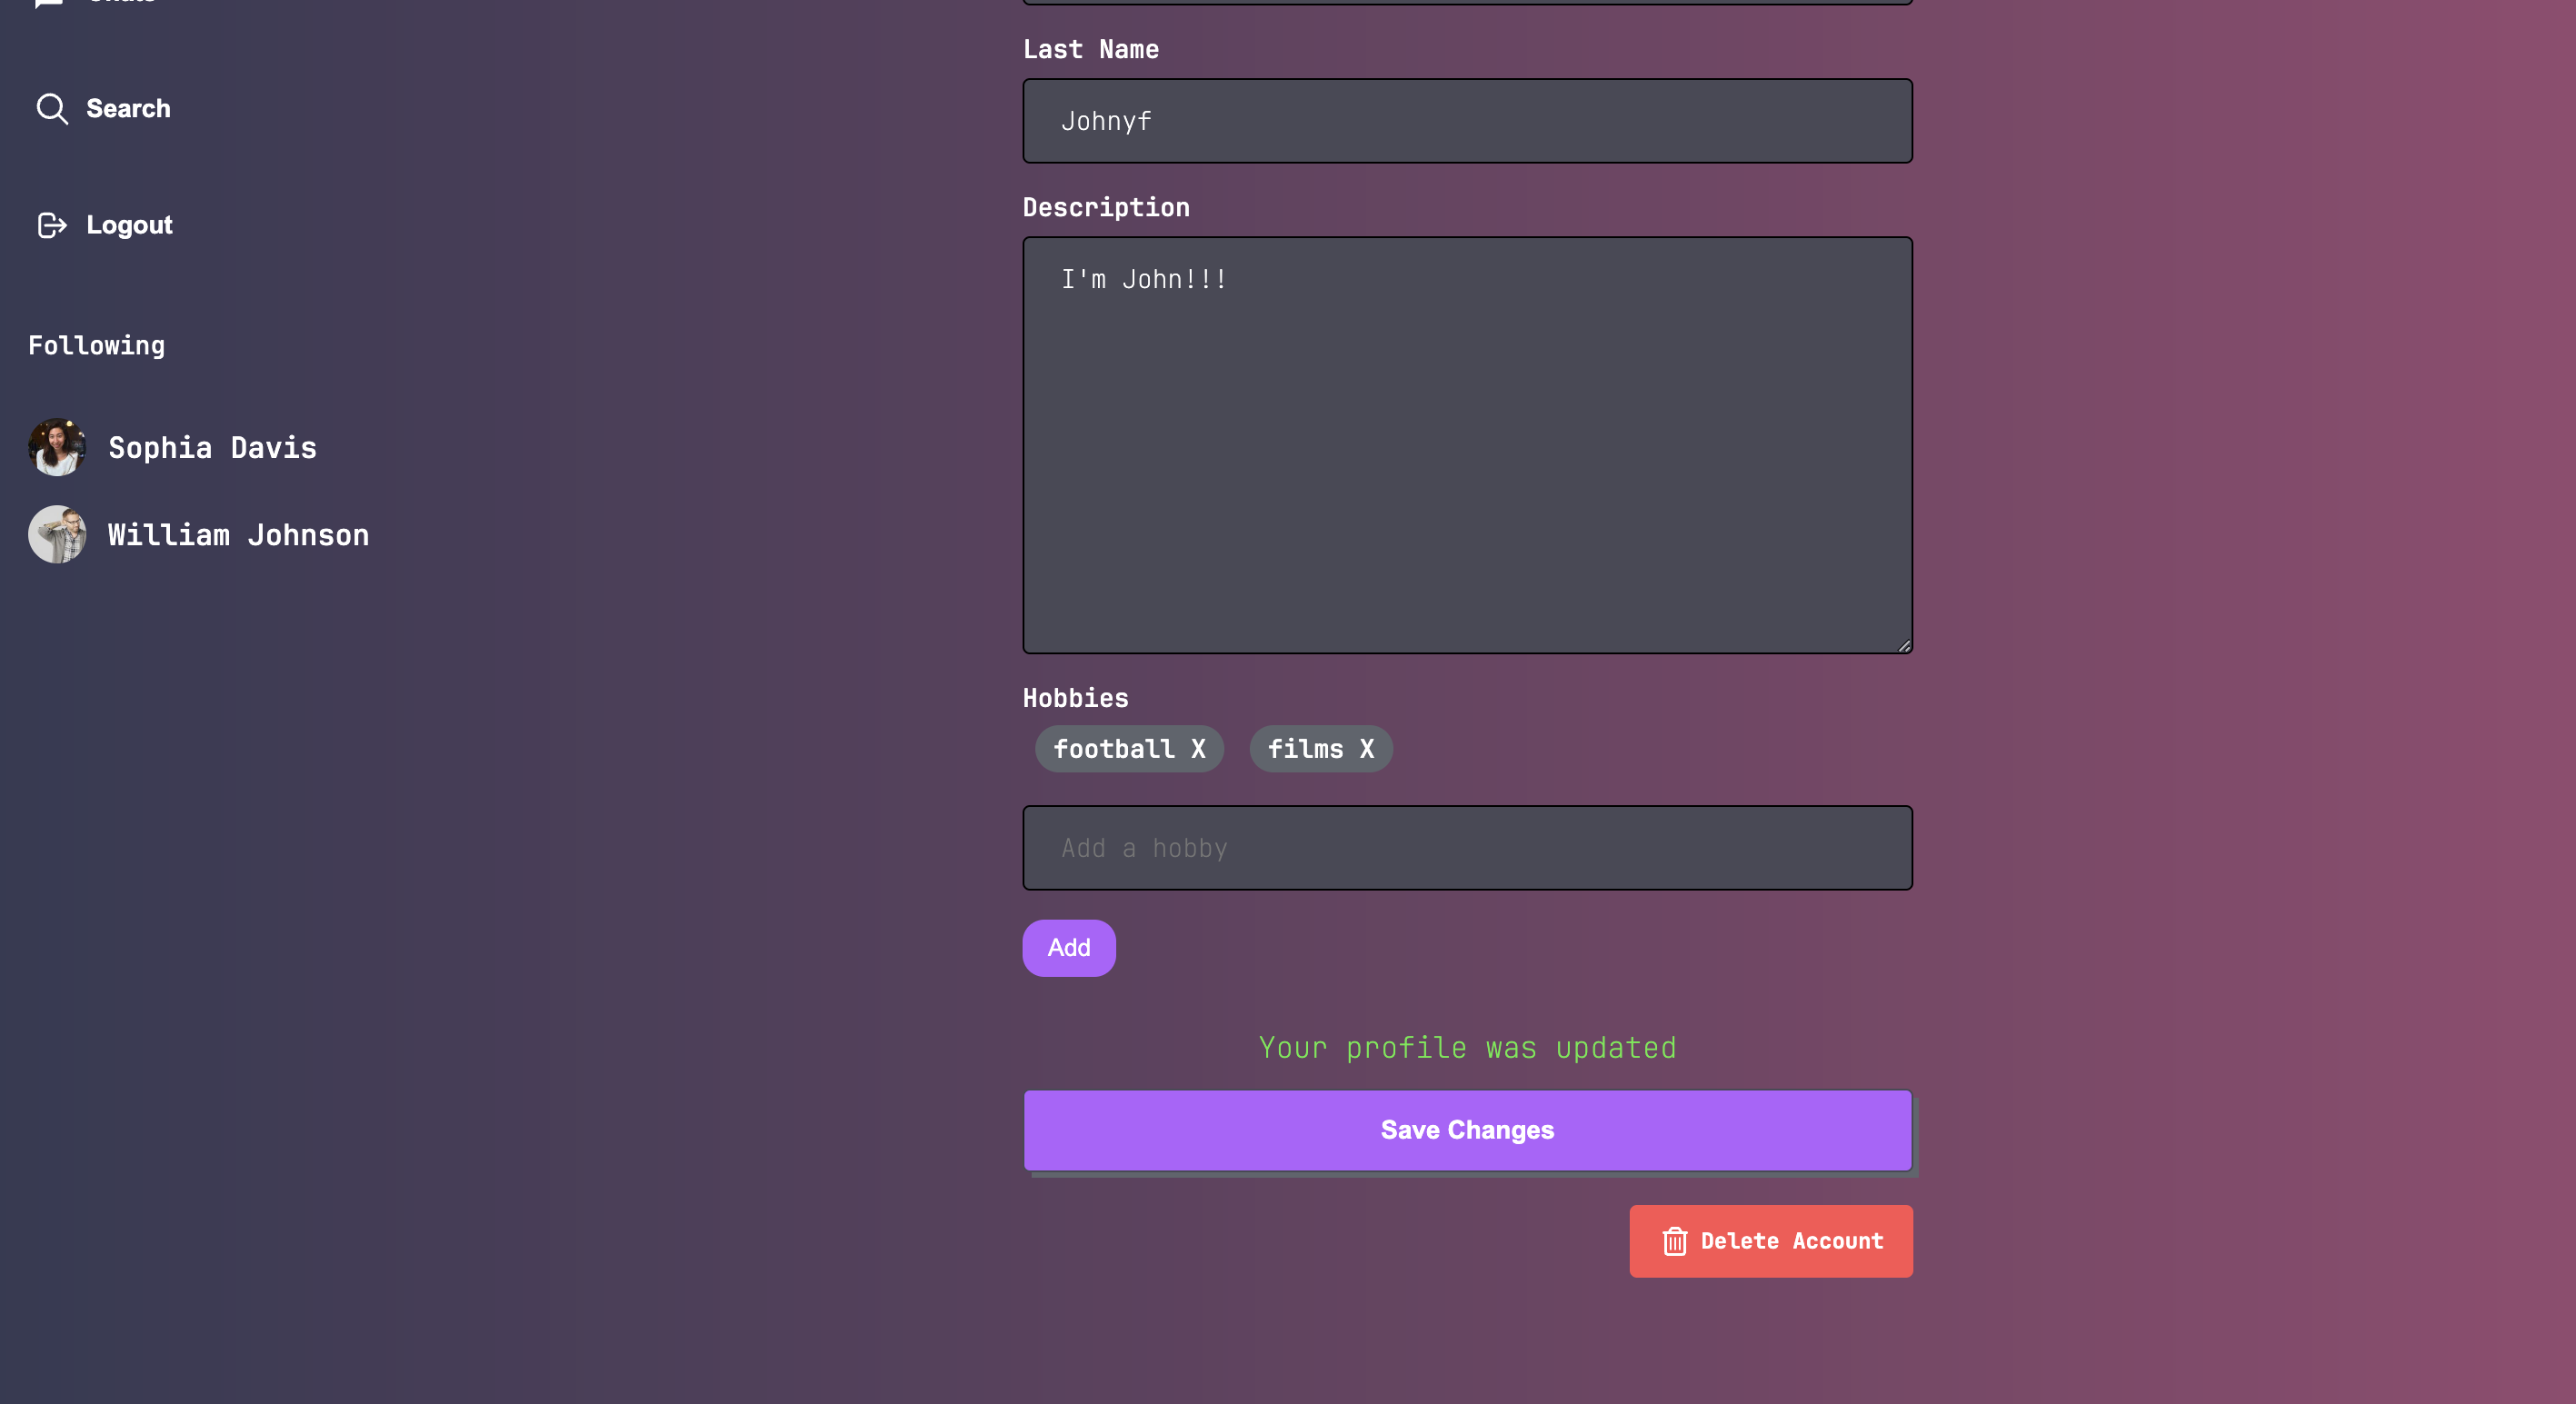 Search
Logout
Following
Sophia Davis
William Johnson
Last Name
Johnyf
Description
I'm John!!!
Hobbies
football X
films X
Add a hobby
Add
Your profile was updated
Save Changes
Delete Account